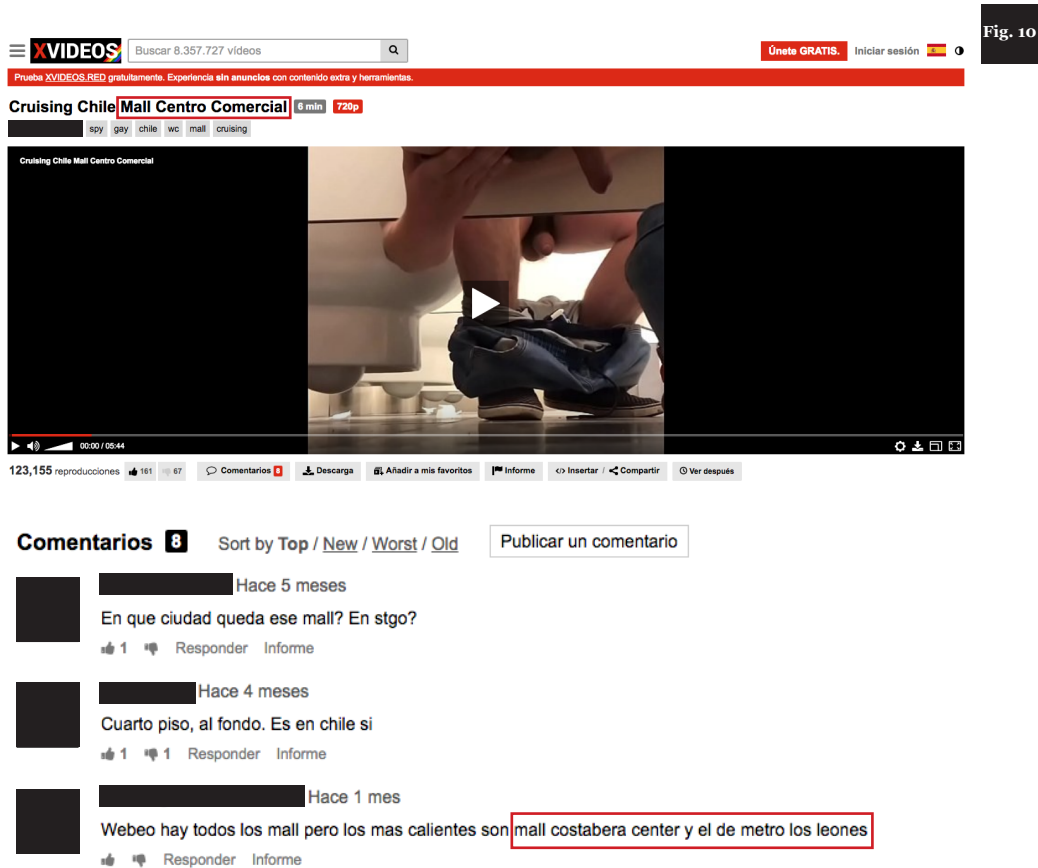 Fig. 10
XVIDEOS
Buscar 8.357.727 vídeos
Únete GRATIS. Iniciar sesión
Prueba XVIDEOS.RED gratuitamente. Experiencia sin anuncios con contenido extra y herramientas.
Cruising Chile Mall Centro Comercial 6 min 720p
spy gay chile wc mall cruising
Cruising Chile Mall Centro Comercial
00:00 / 05:44
123,155 reproducciones 161 67 Comentarios 8 Descarga Añadir a mis favoritos Informe Insertar / Compartir Ver después
Comentarios 8 Sort by Top / New / Worst / Old Publicar un comentario
Hace 5 meses
En que ciudad queda ese mall? En stgo?
1 Responder Informe
Hace 4 meses
Cuarto piso, al fondo. Es en chile si
1 1 Responder Informe
Hace 1 mes
Webeo hay todos los mall pero los mas calientes son mall costabera center y el de metro los leones
Responder Informe